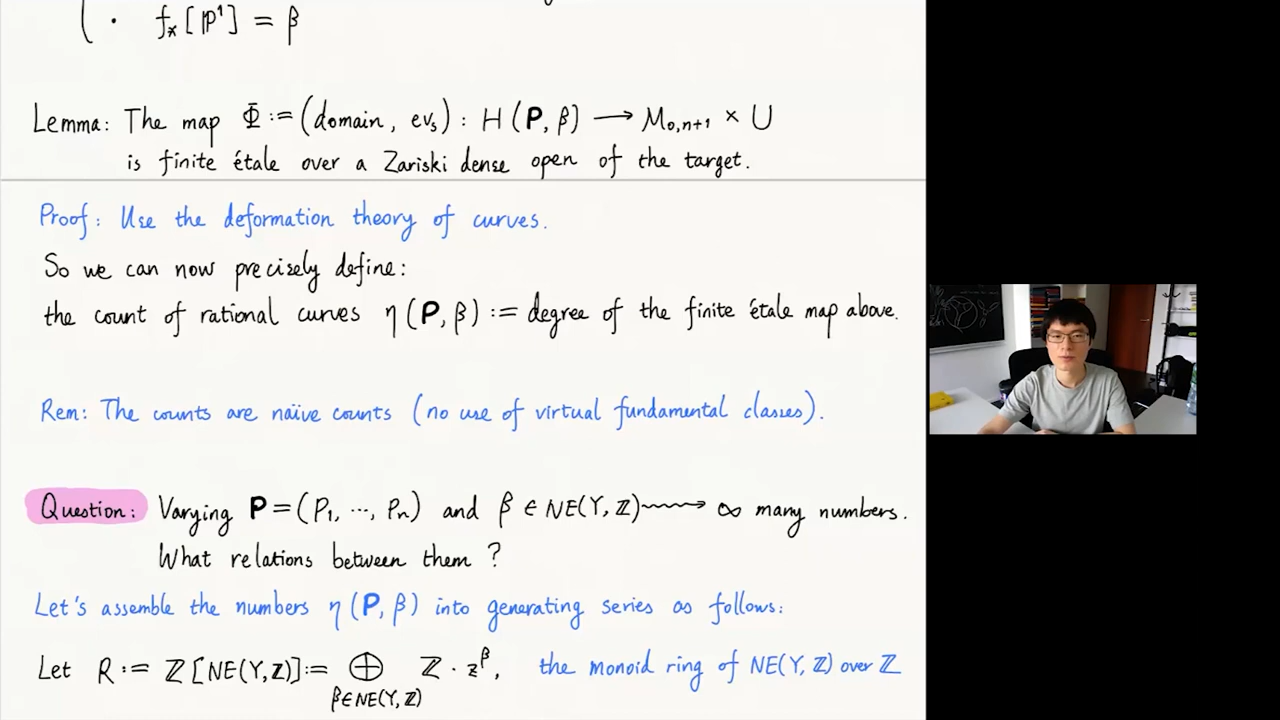 · f_*[ℙ¹] = β
Lemma: The map Φ := (domain, ev_s) : H(P, β) ⟶ M_{0,n+1} × U
is finite étale over a Zariski dense open of the target.
Proof: Use the deformation theory of curves.
So we can now precisely define:
the count of rational curves η(P, β) := degree of the finite étale map above.
Rem: The counts are naïve counts (no use of virtual fundamental classes).
Question: Varying P = (P₁, ⋯, Pₙ) and β ∈ NE(Y, ℤ) ⟿ ∞ many numbers.
What relations between them ?
Let's assemble the numbers η(P, β) into generating series as follows:
Let R := ℤ[NE(Y,ℤ)] := ⊕_{β∈NE(Y,ℤ)} ℤ · z^β, the monoid ring of NE(Y, ℤ) over ℤ